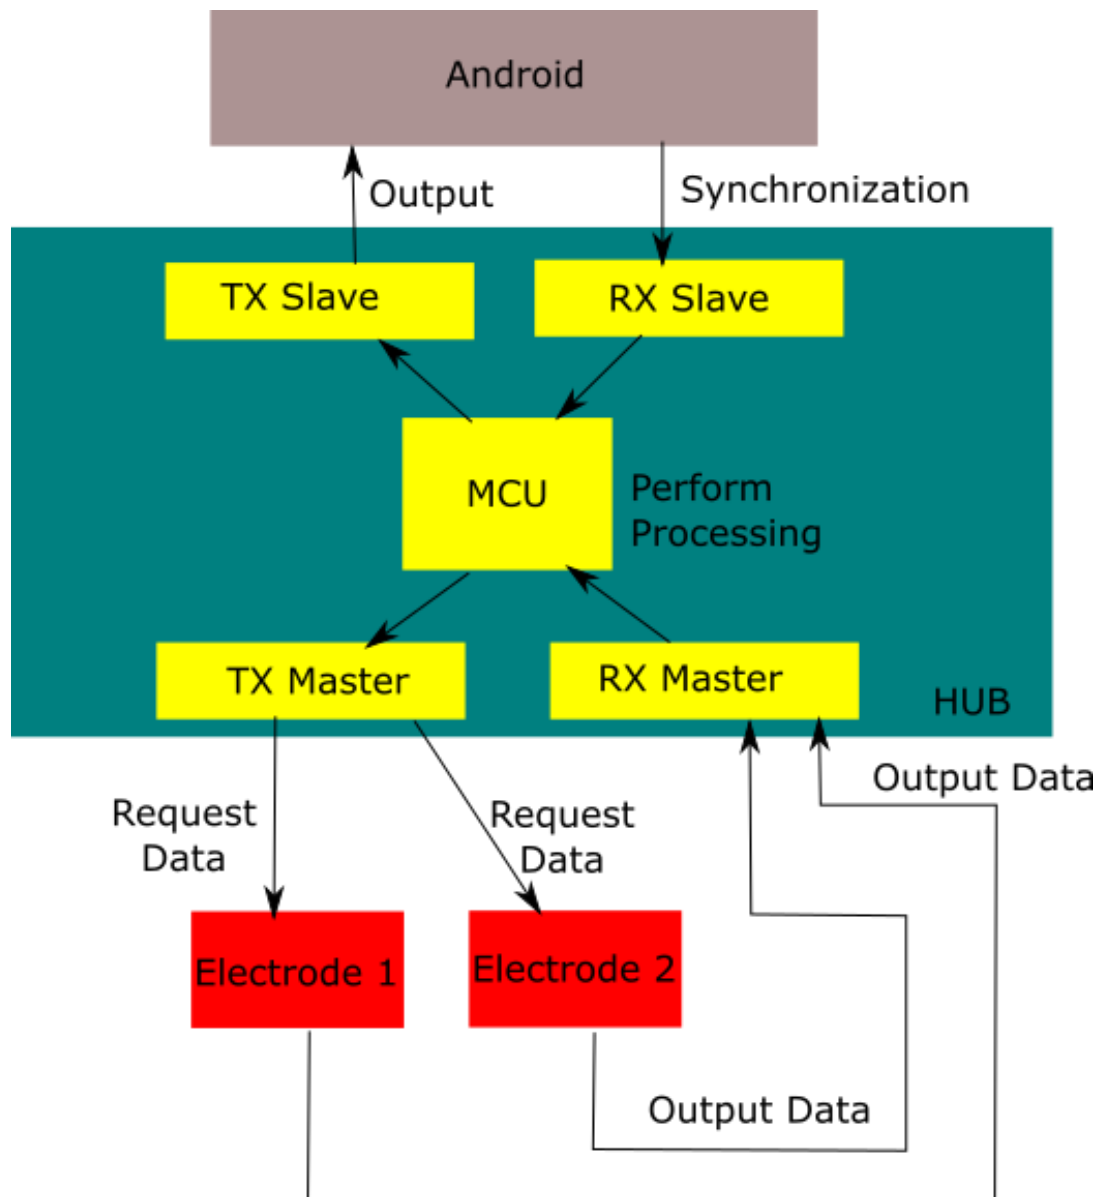 Android
Output
Synchronization
TX Slave
RX Slave
MCU
Perform
Processing
TX Master
RX Master
HUB
Output Data
Request
Data
Request
Data
Electrode 1
Electrode 2
Output Data